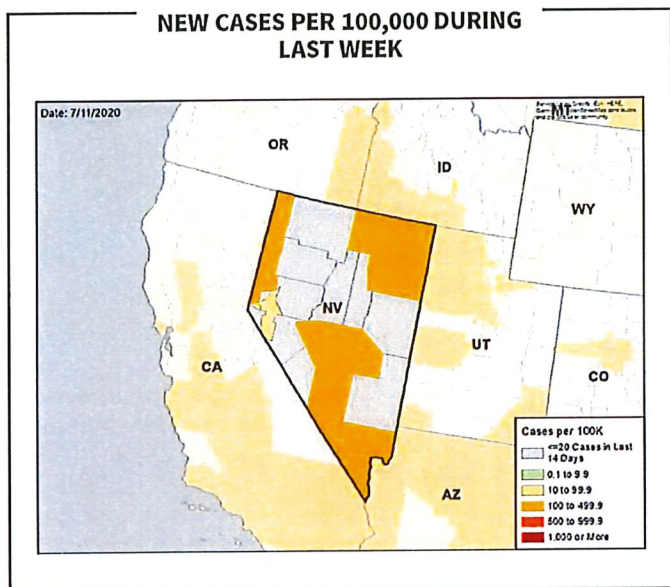 NEW CASES PER 100,000 DURING
LAST WEEK
Date: 7/11/2020
MT
OR
ID
WY
NV
UT
CA
CO
AZ
Cases per 100K
<=20 Cases in Last
14 Days
0.1 to 9.9
10 to 99.9
100 to 499.9
500 to 999.9
1,000 or More